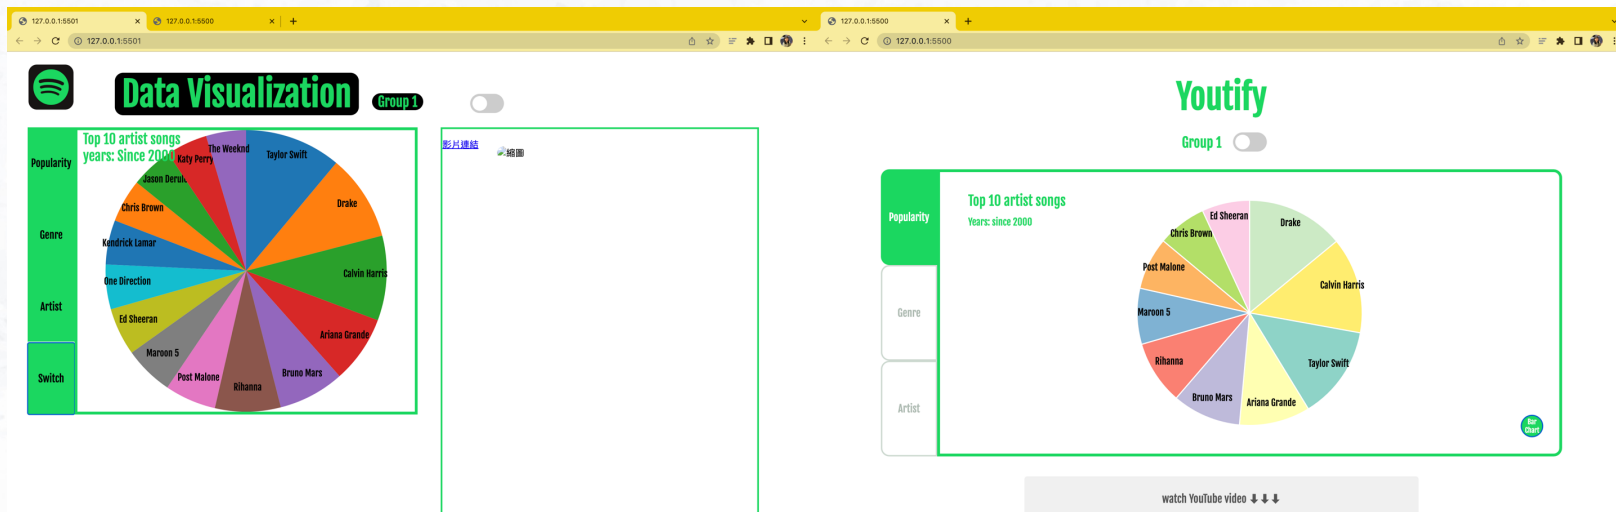 127.0.0.1:5501
127.0.0.1:5500
127.0.0.1:5501
Data Visualization
Group 1
Popularity
Genre
Artist
Switch
Top 10 artist songs
years: Since 2000
The Weeknd
Taylor Swift
Katy Perry
Jason Derulo
Drake
Chris Brown
Kendrick Lamar
Calvin Harris
One Direction
Ed Sheeran
Ariana Grande
Maroon 5
Bruno Mars
Post Malone
Rihanna
影片連結
縮圖
127.0.0.1:5500
127.0.0.1:5500
Youtify
Group 1
Popularity
Genre
Artist
Top 10 artist songs
Years: since 2000
Ed Sheeran
Drake
Chris Brown
Post Malone
Calvin Harris
Maroon 5
Rihanna
Taylor Swift
Bruno Mars
Ariana Grande
Bar
Chart
watch YouTube video ⬇⬇⬇